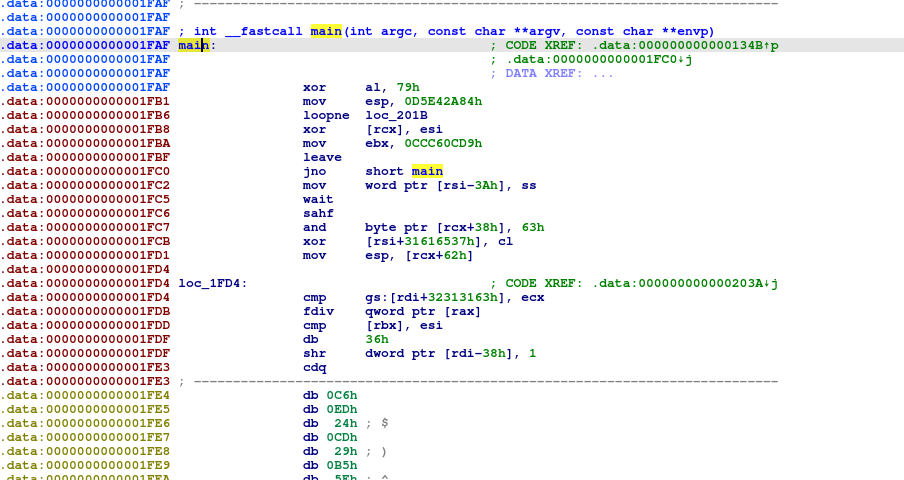 .data:0000000000001FAF ; ---------------------------------------------------------------------------
.data:0000000000001FAF
.data:0000000000001FAF ; int __fastcall main(int argc, const char **argv, const char **envp)
.data:0000000000001FAF main: ; CODE XREF: .data:000000000000134B↑p
.data:0000000000001FAF ; .data:0000000000001FC0↓j
.data:0000000000001FAF ; DATA XREF: ...
.data:0000000000001FAF xor al, 79h
.data:0000000000001FB1 mov esp, 0D5E42A84h
.data:0000000000001FB6 loopne loc_201B
.data:0000000000001FB8 xor [rcx], esi
.data:0000000000001FBA mov ebx, 0CCC60CD9h
.data:0000000000001FBF leave
.data:0000000000001FC0 jno short main
.data:0000000000001FC2 mov word ptr [rsi-3Ah], ss
.data:0000000000001FC5 wait
.data:0000000000001FC6 sahf
.data:0000000000001FC7 and byte ptr [rcx+38h], 63h
.data:0000000000001FCB xor [rsi+31616537h], cl
.data:0000000000001FD1 mov esp, [rcx+62h]
.data:0000000000001FD4
.data:0000000000001FD4 loc_1FD4: ; CODE XREF: .data:000000000000203A↓j
.data:0000000000001FD4 cmp gs:[rdi+32313163h], ecx
.data:0000000000001FDB fdiv qword ptr [rax]
.data:0000000000001FDD cmp [rbx], esi
.data:0000000000001FDF db 36h
.data:0000000000001FDF shr dword ptr [rdi-38h], 1
.data:0000000000001FE3 cdq
.data:0000000000001FE3 ; ---------------------------------------------------------------------------
.data:0000000000001FE4 db 0C6h
.data:0000000000001FE5 db 0EDh
.data:0000000000001FE6 db 24h ; $
.data:0000000000001FE7 db 0CDh
.data:0000000000001FE8 db 29h ; )
.data:0000000000001FE9 db 0B5h
.data:0000000000001FEA db 5Eh ; ^